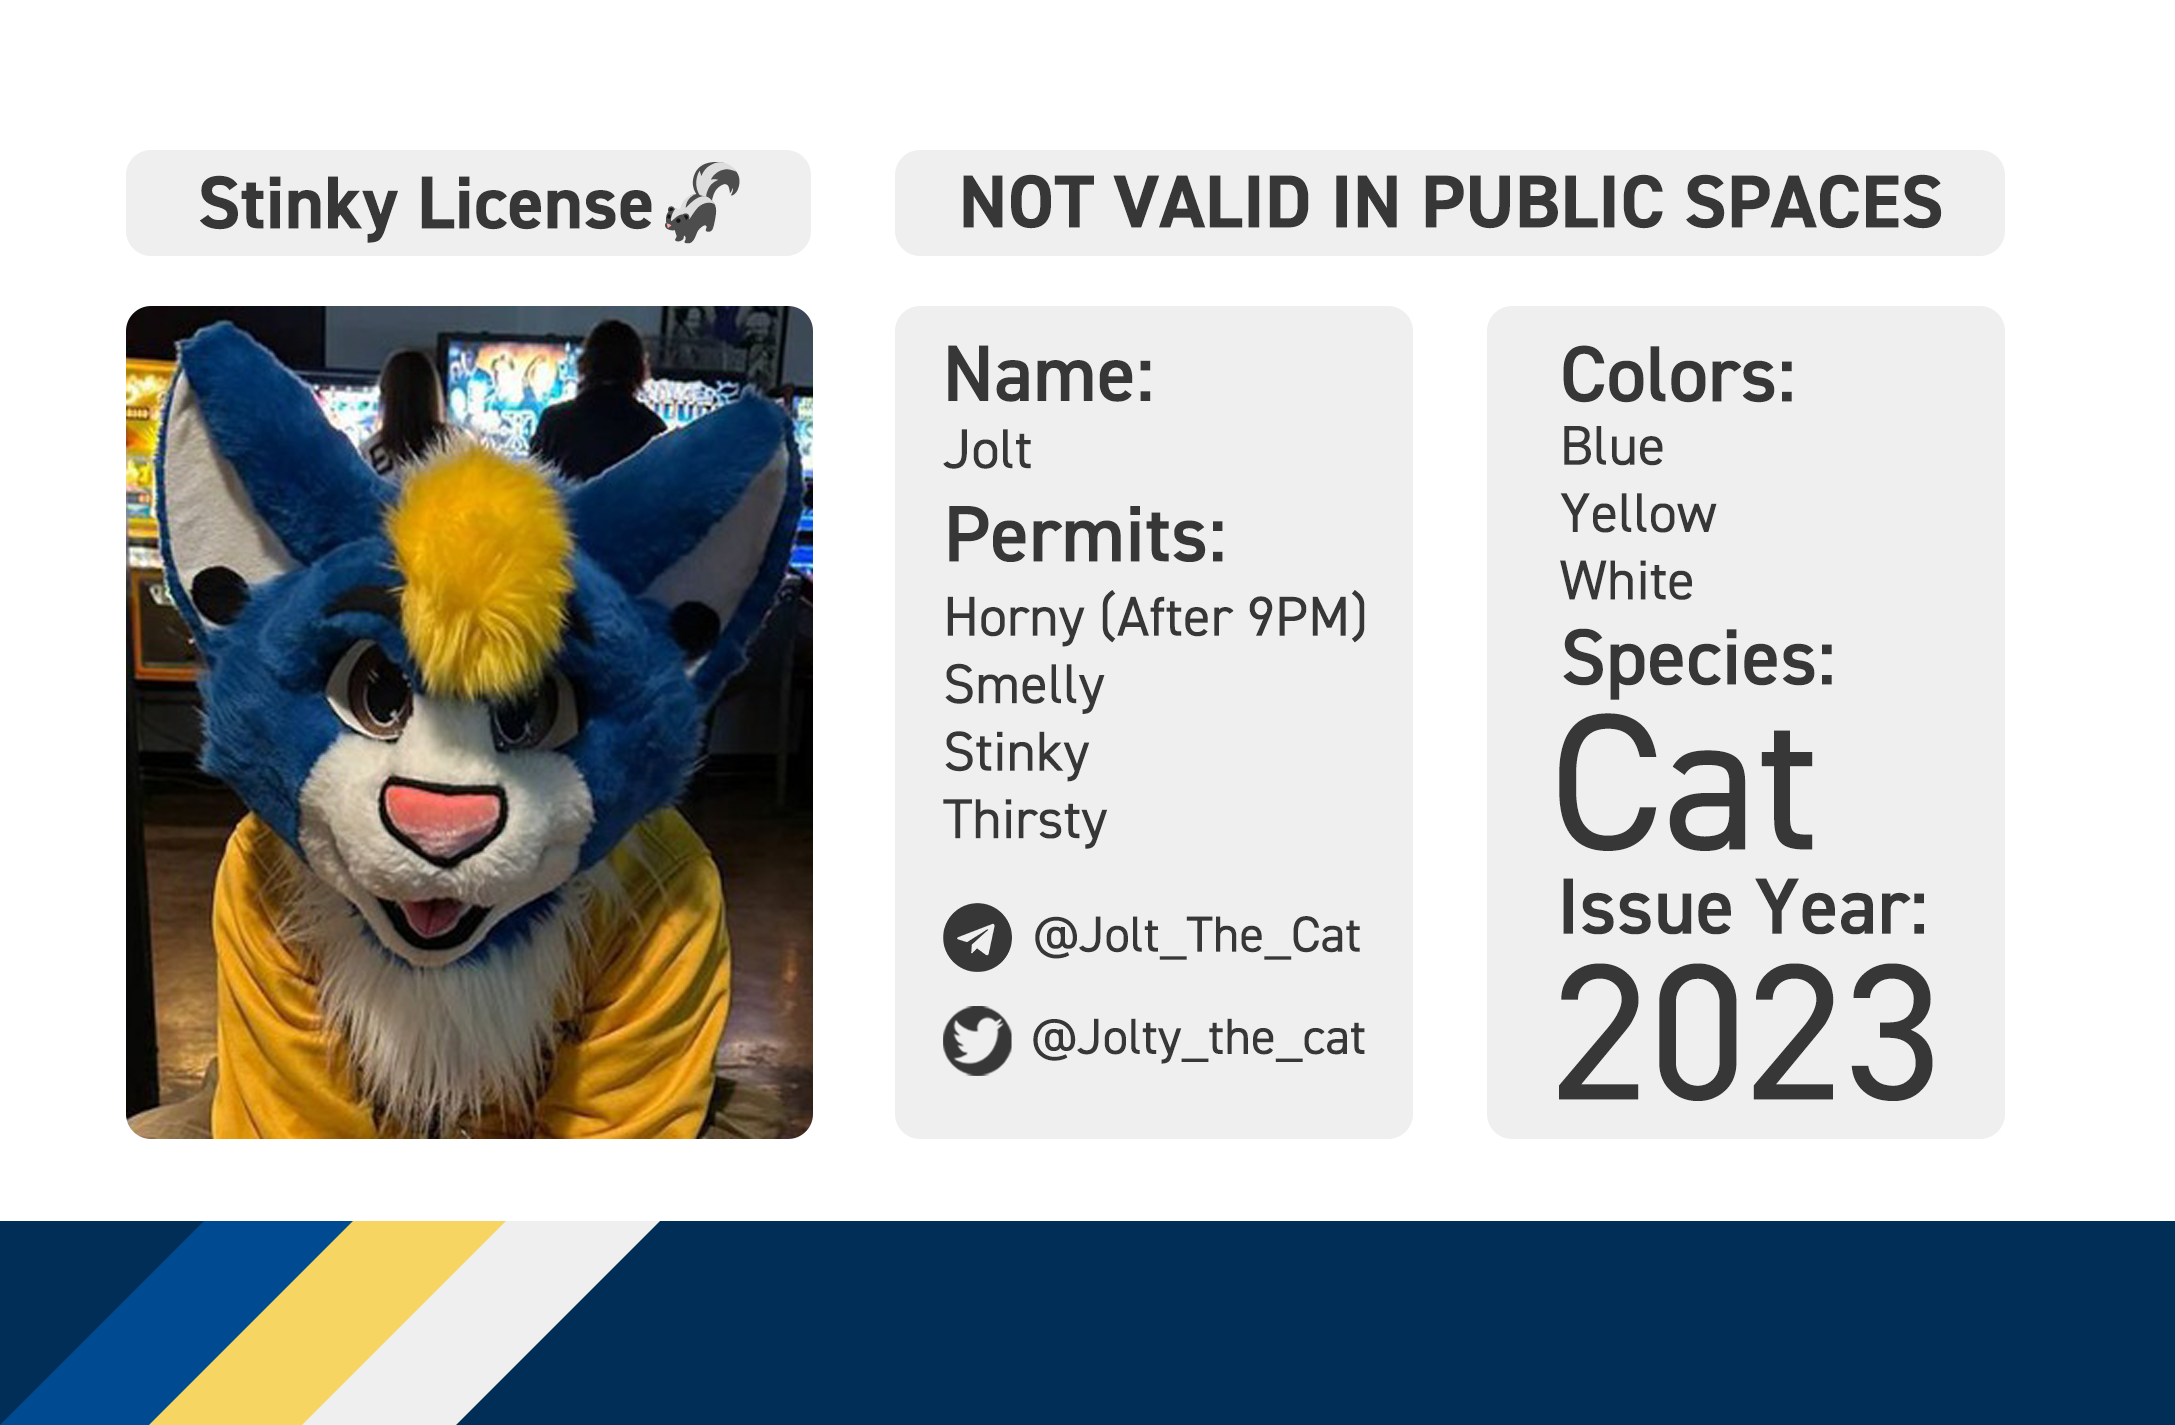 Stinky License
NOT VALID IN PUBLIC SPACES
Name:
Jolt
Permits:
Horny (After 9PM)
Smelly
Stinky
Thirsty
@Jolt_The_Cat
@Jolty_the_cat
Colors:
Blue
Yellow
White
Species:
Cat
Issue Year:
2023